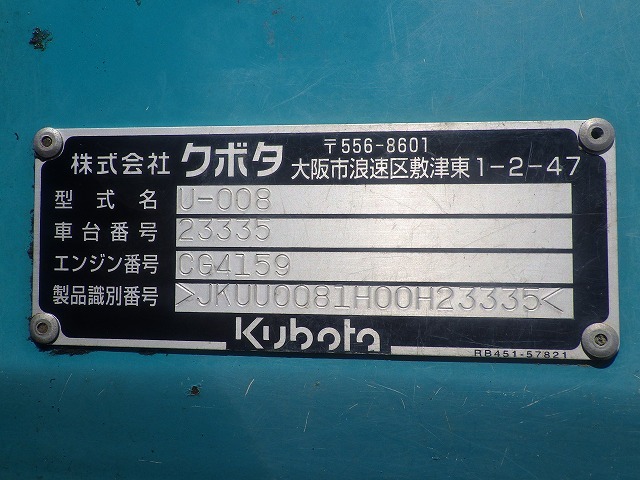 〒556-8601
株式会社 クボタ 大阪市浪速区敷津東1-2-47
型式名 U-008
車台番号 23335
エンジン番号 CG4159
製品識別番号 >JKUU0081H00H23335<
Kubota
RB451-57821